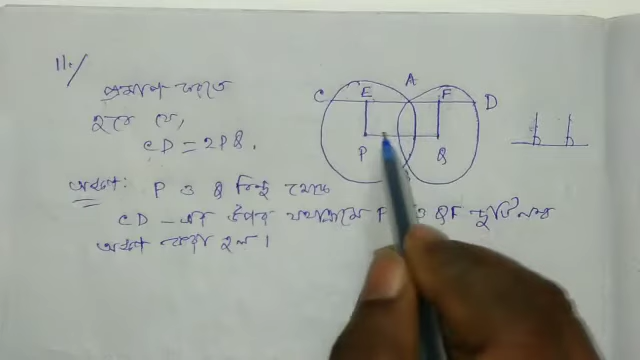 11./
প্রমাণ করতে
হবে যে,
CD = 2PQ.
C E A F D
P Q
অঙ্কন: P ও Q বিন্দু থেকে
CD -এর উপর যথাক্রমে P ও QF দুটি লম্ব
অঙ্কন করা হল।